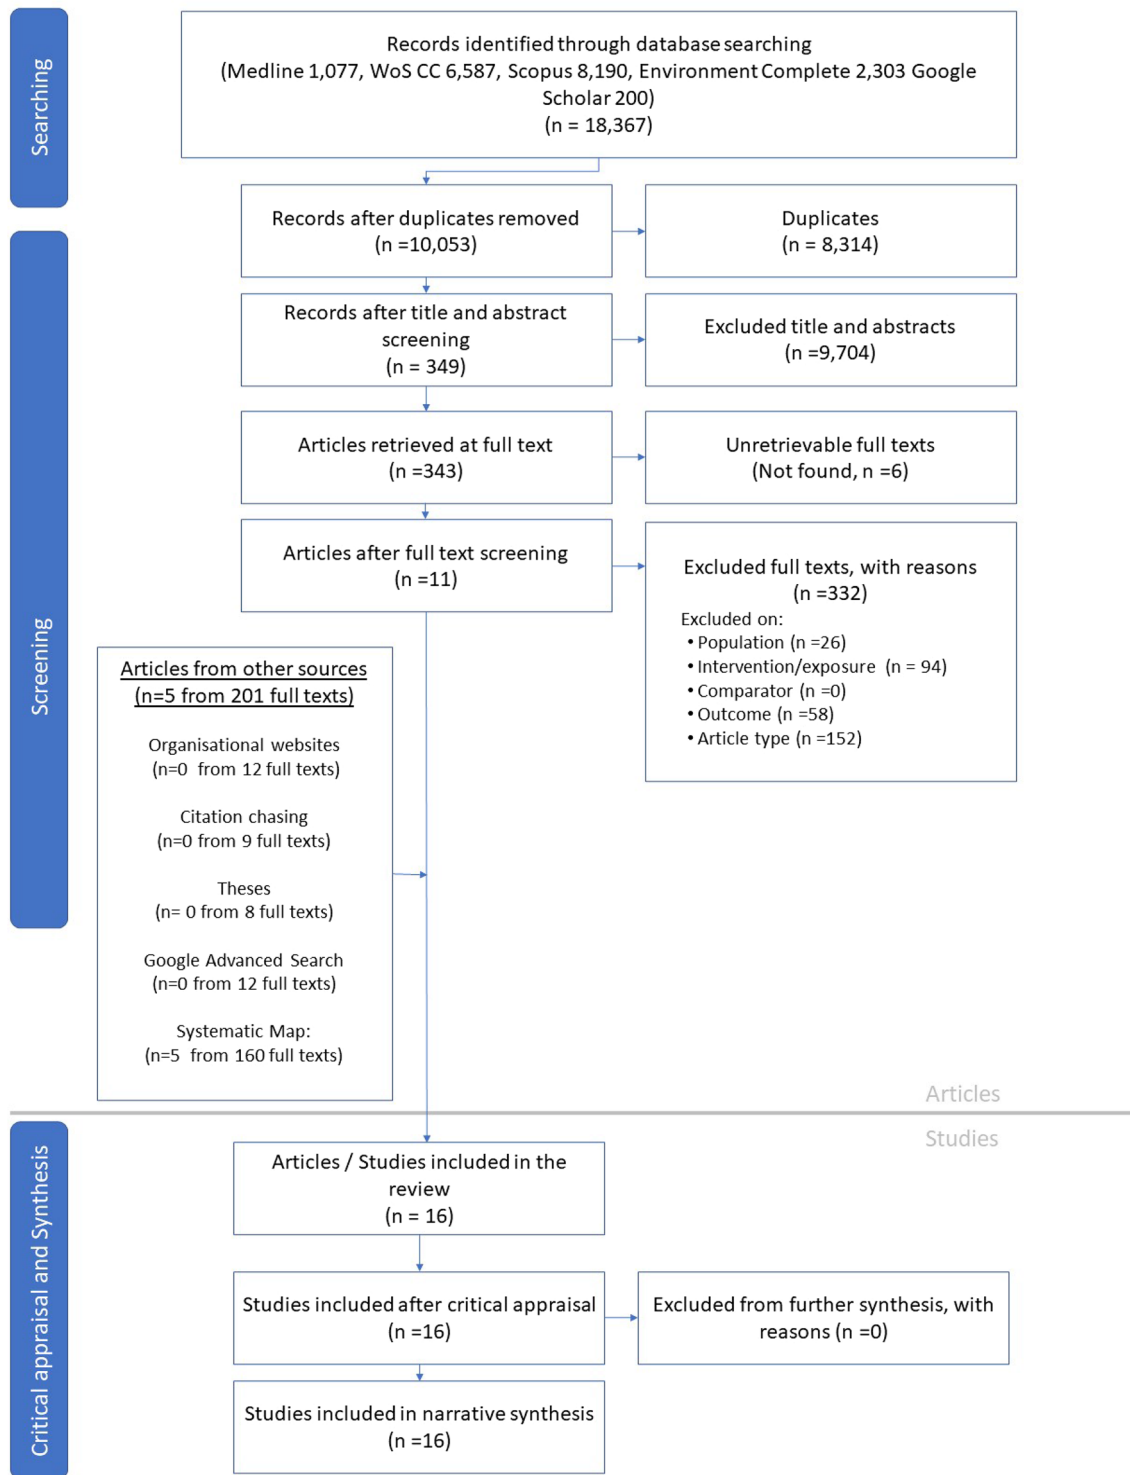 Searching
Records identified through database searching
(Medline 1,077, WoS CC 6,587, Scopus 8,190, Environment Complete 2,303 Google
Scholar 200)
(n = 18,367)
Screening
Records after duplicates removed
(n =10,053)
Duplicates
(n = 8,314)
Records after title and abstract
screening
(n = 349)
Excluded title and abstracts
(n =9,704)
Articles retrieved at full text
(n =343)
Unretrievable full texts
(Not found, n =6)
Articles after full text screening
(n =11)
Excluded full texts, with reasons
(n =332)
Excluded on:
• Population (n =26)
• Intervention/exposure (n = 94)
• Comparator (n =0)
• Outcome (n =58)
• Article type (n =152)
Articles from other sources
(n=5 from 201 full texts)
Organisational websites
(n=0 from 12 full texts)
Citation chasing
(n=0 from 9 full texts)
Theses
(n= 0 from 8 full texts)
Google Advanced Search
(n=0 from 12 full texts)
Systematic Map:
(n=5 from 160 full texts)
Articles
Studies
Critical appraisal and Synthesis
Articles / Studies included in the
review
(n = 16)
Studies included after critical appraisal
(n =16)
Excluded from further synthesis, with
reasons (n =0)
Studies included in narrative synthesis
(n =16)